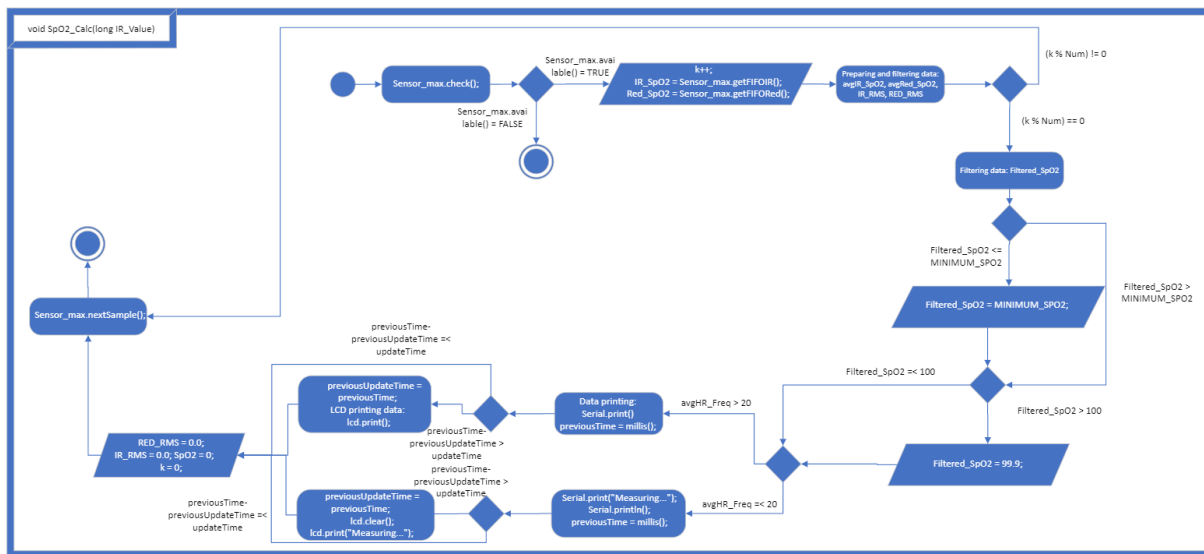 void SpO2_Calc(long IR_Value)
Sensor_max.check();
Sensor_max.avai
lable() = TRUE
Sensor_max.avai
lable() = FALSE
k++;
IR_SpO2 = Sensor_max.getFIFOIR();
Red_SpO2 = Sensor_max.getFIFORed();
Preparing and filtering data:
avgIR_SpO2, avgRed_SpO2,
IR_RMS, RED_RMS
(k % Num) != 0
(k % Num) == 0
Filtering data: Filtered_SpO2
Filtered_SpO2 <=
MINIMUM_SPO2
Filtered_SpO2 >
MINIMUM_SPO2
Filtered_SpO2 = MINIMUM_SPO2;
Filtered_SpO2 =< 100
Filtered_SpO2 > 100
Filtered_SpO2 = 99.9;
avgHR_Freq > 20
avgHR_Freq =< 20
Data printing:
Serial.print()
previousTime = millis();
Serial.print("Measuring...");
Serial.println();
previousTime = millis();
previousTime-
previousUpdateTime =<
updateTime
previousTime-
previousUpdateTime >
updateTime
previousTime-
previousUpdateTime >
updateTime
previousTime-
previousUpdateTime =<
updateTime
previousUpdateTime =
previousTime;
LCD printing data:
lcd.print();
previousUpdateTime =
previousTime;
lcd.clear();
lcd.print("Measuring...");
RED_RMS = 0.0;
IR_RMS = 0.0; SpO2 = 0;
k = 0;
Sensor_max.nextSample();